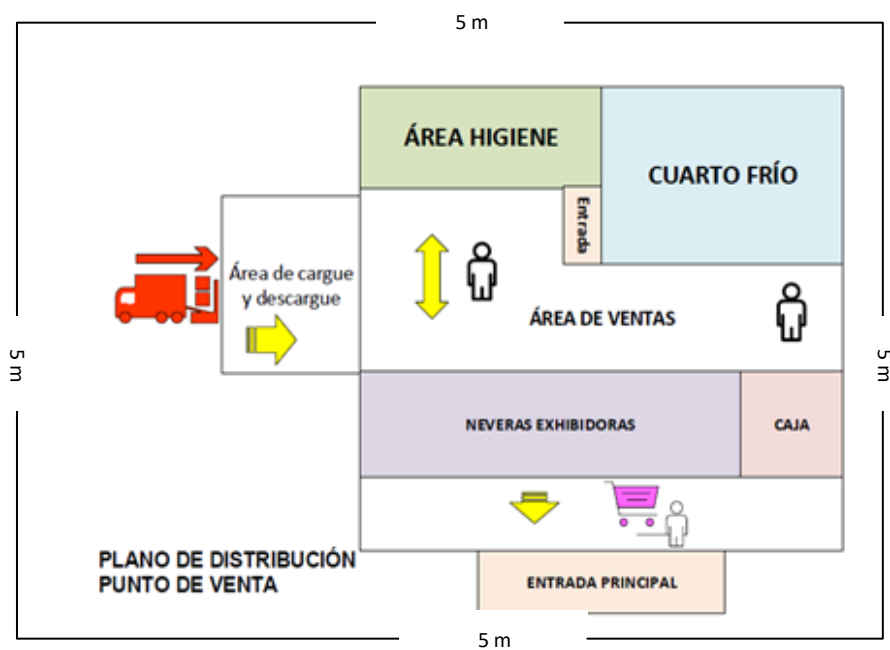 5 m
ÁREA HIGIENE
CUARTO FRÍO
Entrada
Área de cargue
y descargue
ÁREA DE VENTAS
5 m
5 m
NEVERAS EXHIBIDORAS
CAJA
PLANO DE DISTRIBUCIÓN
PUNTO DE VENTA
ENTRADA PRINCIPAL
5 m